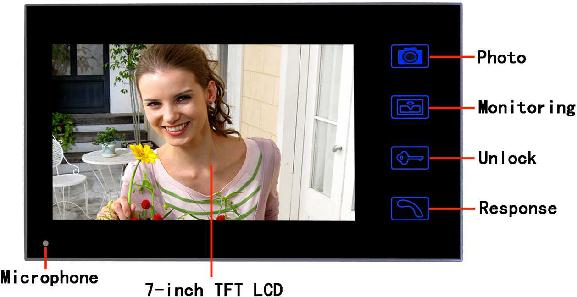 Photo
Monitoring
Unlock
Response
Microphone
7-inch TFT LCD